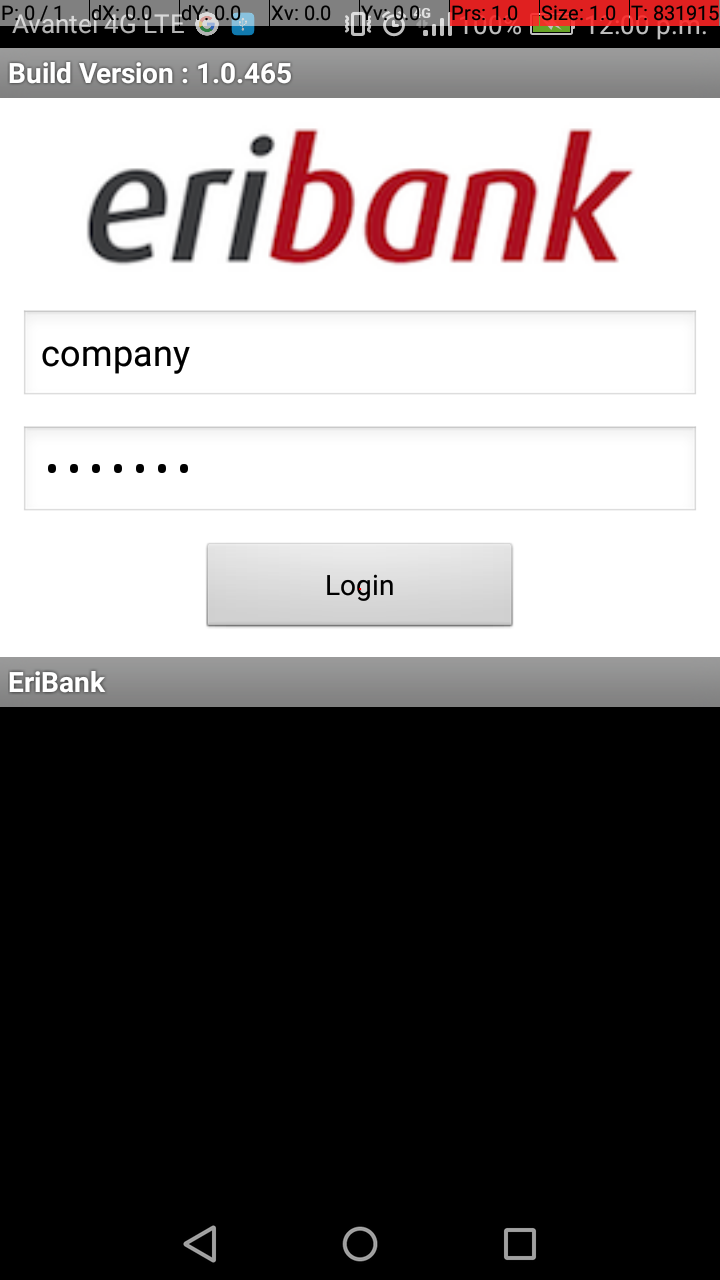 P: 0 / 1 dX: 0.0 dY: 0.0 Xv: 0.0 Yv: 0.0 Prs: 1.0 Size: 1.0 T: 831915
Avantel 4G LTE 4G 100% 12:00 p.m.
Build Version : 1.0.465
eribank
company
•••••••
Login
EriBank